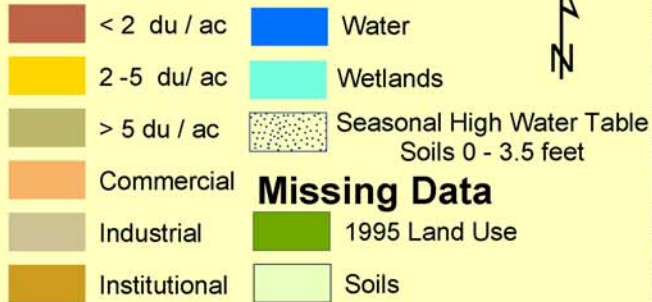 < 2 du / ac
2 -5 du/ ac
> 5 du / ac
Commercial
Industrial
Institutional
Water
Wetlands
Seasonal High Water Table
Soils 0 - 3.5 feet
Missing Data
1995 Land Use
Soils
N